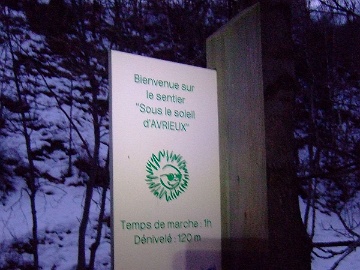 Bienvenue sur
le sentier
"Sous le soleil
d'AVRIEUX"
Temps de marche : 1h
Dénivelé : 120 m